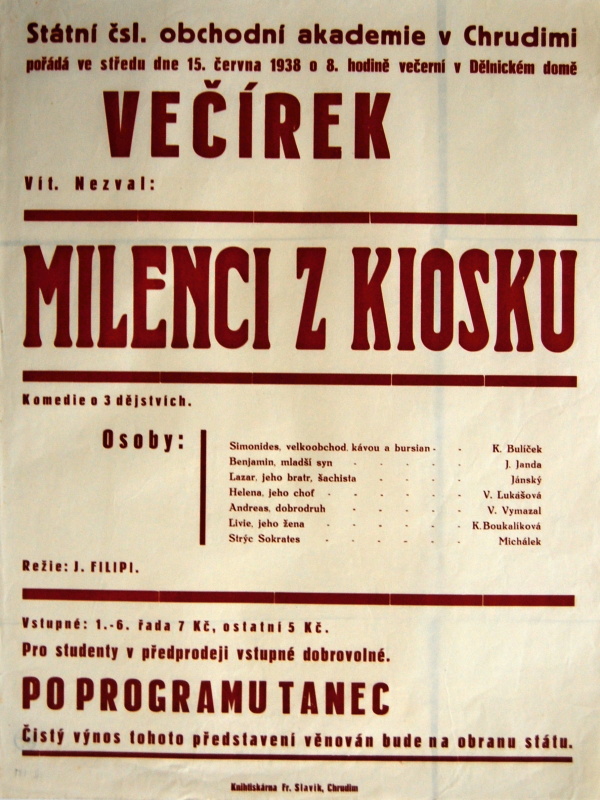 Státní čsl. obchodní akademie v Chrudimi
pořádá ve středu dne 15. června 1938 o 8. hodině večerní v Dělnickém domě
VEČÍREK
Vít. Nezval:
MILENCI Z KIOSKU
Komedie o 3 dějstvích.
Osoby:
Simonides, velkoobchod. kávou a bursian - - K. Bulíček
Benjamin, mladší syn - - - - - J. Janda
Lazar, jeho bratr, šachista - - - - - Jánský
Helena, jeho choť - - - - - - V. Lukášová
Andreas, dobrodruh - - - - - V. Vymazal
Livie, jeho žena - - - - - - K. Boukalíková
Strýc Sokrates - - - - - - Michálek
Režie: J. FILIPI.
Vstupné: 1.-6. řada 7 Kč, ostatní 5 Kč.
Pro studenty v předprodeji vstupné dobrovolné.
PO PROGRAMU TANEC
Čistý výnos tohoto představení věnován bude na obranu státu.
Knihtiskárna Fr. Slavík, Chrudim